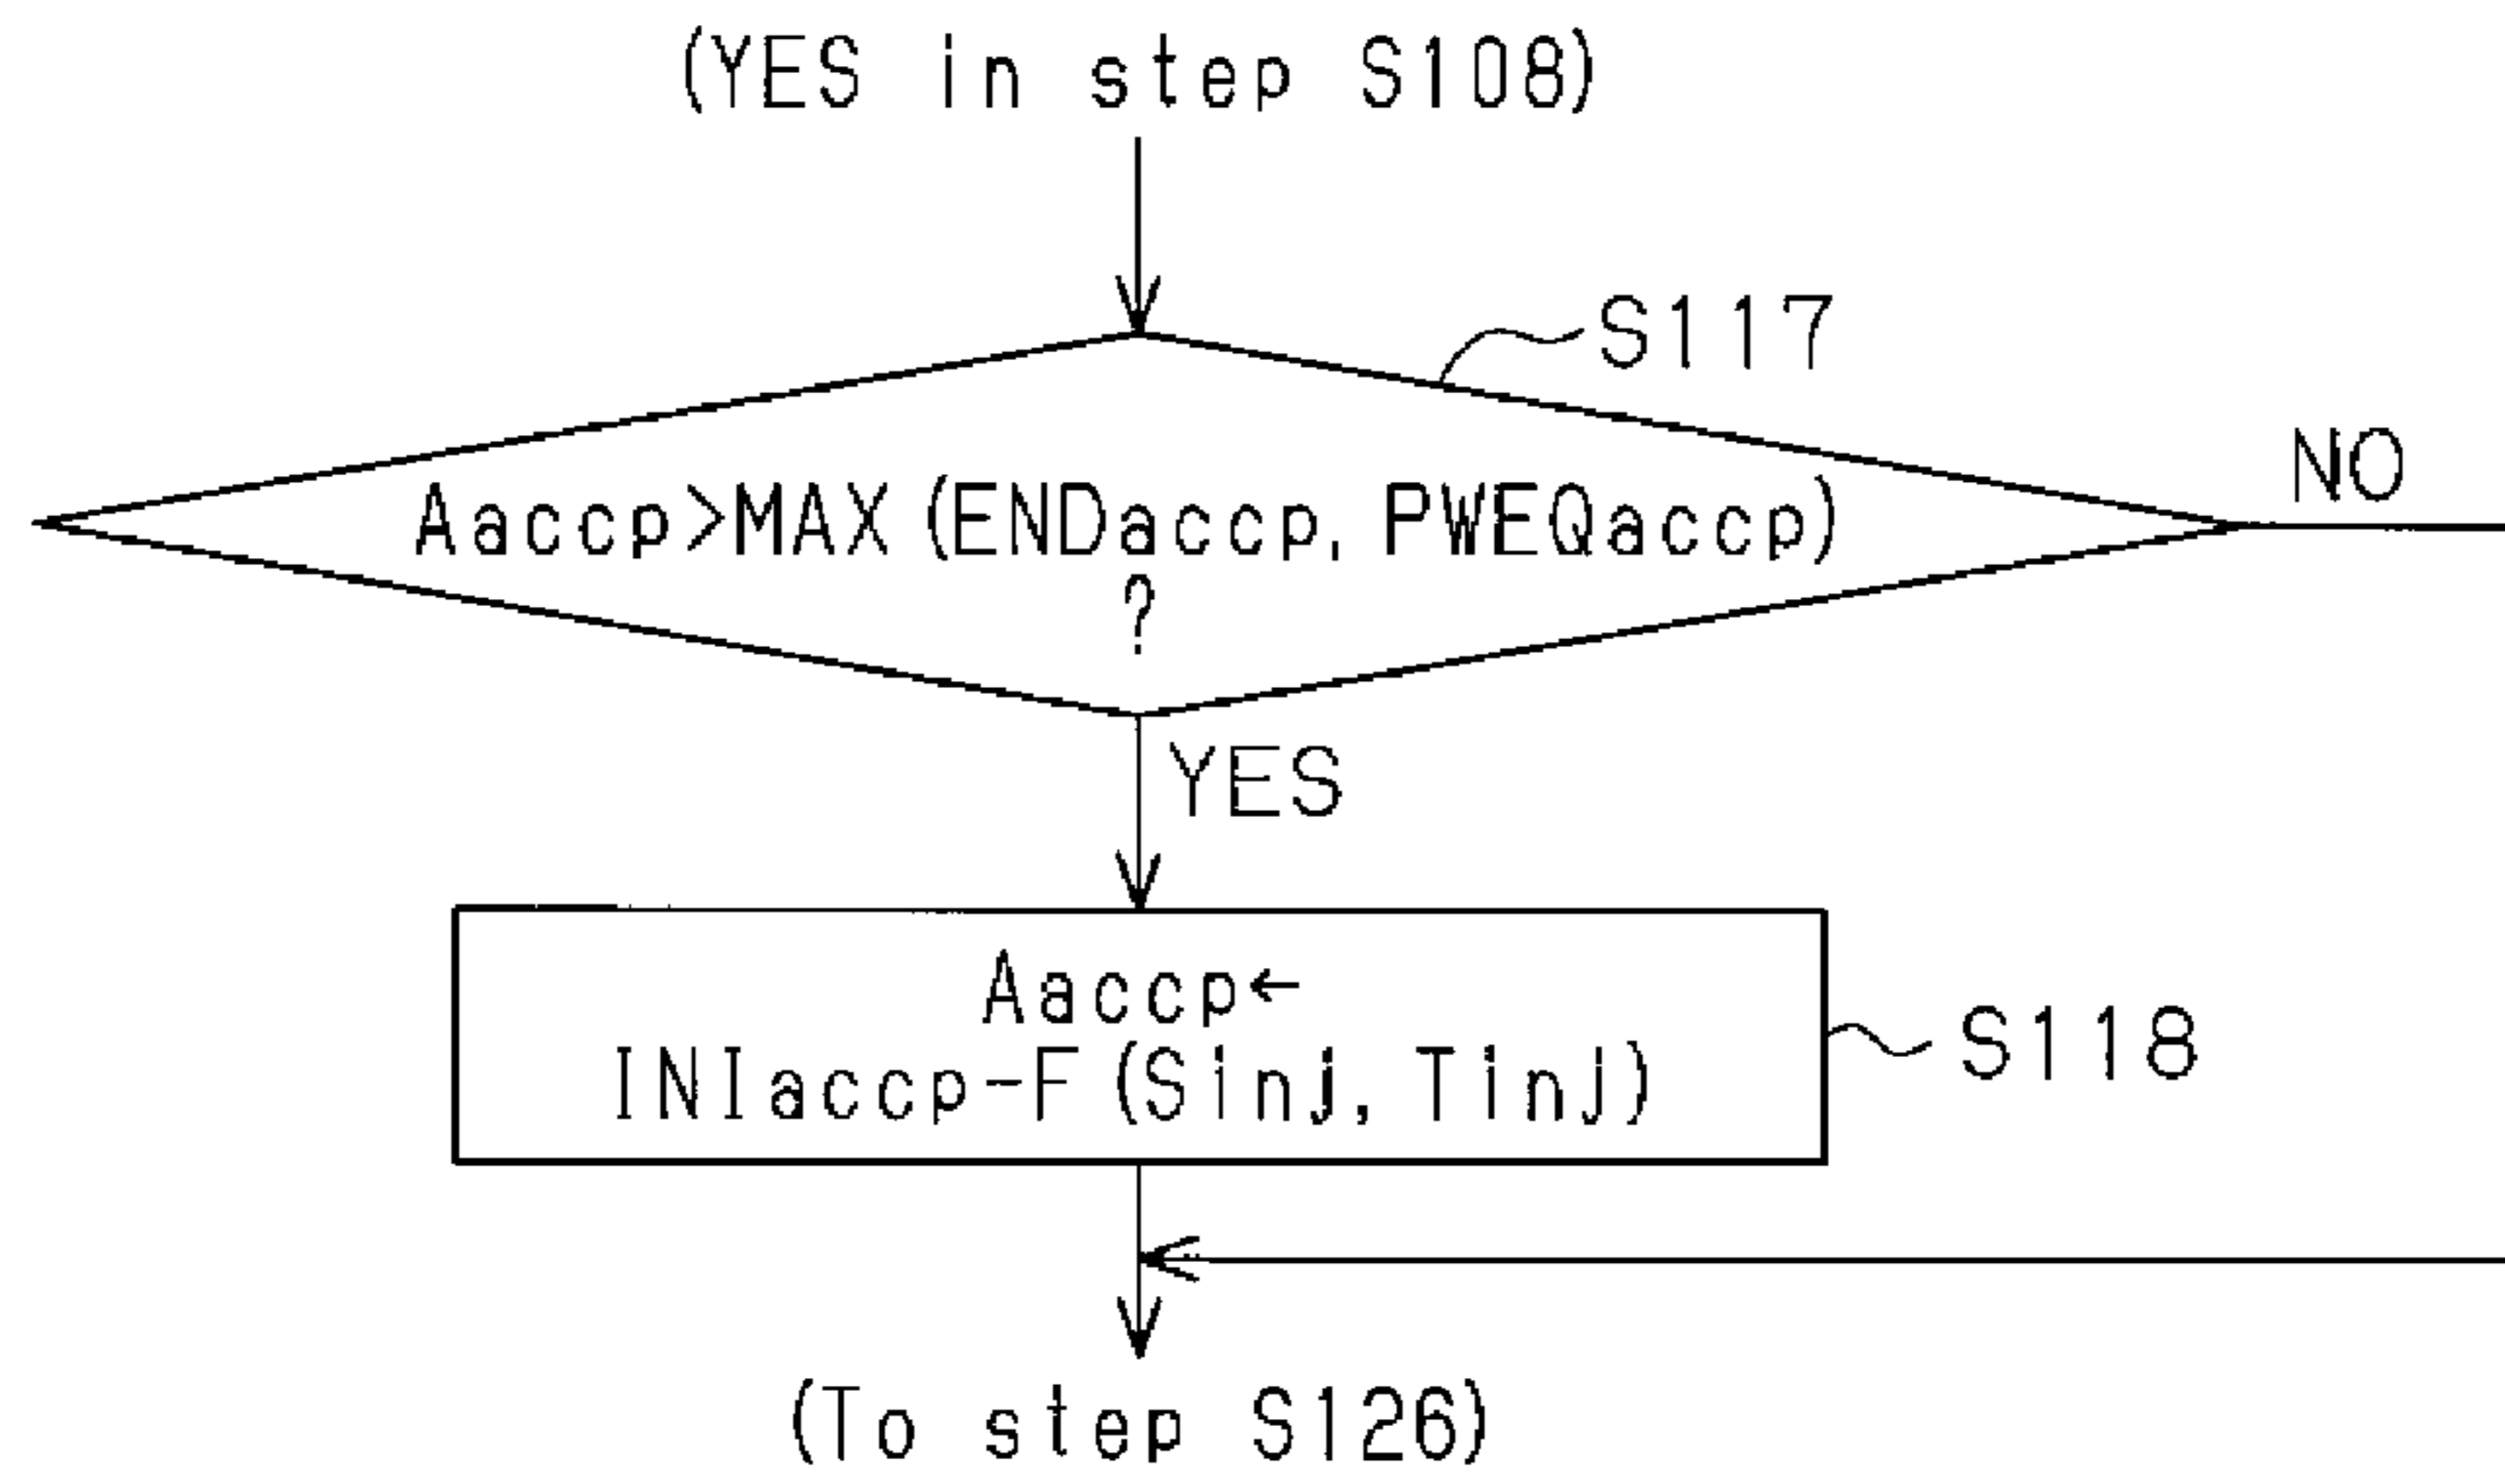 (YES in step S108)
S117
Aaccp>MAX (ENDaccp, PWEQaccp)
?
NO
YES
Aaccp←
INIaccp-F (Sinj, Tinj)
S118
(To step S126)